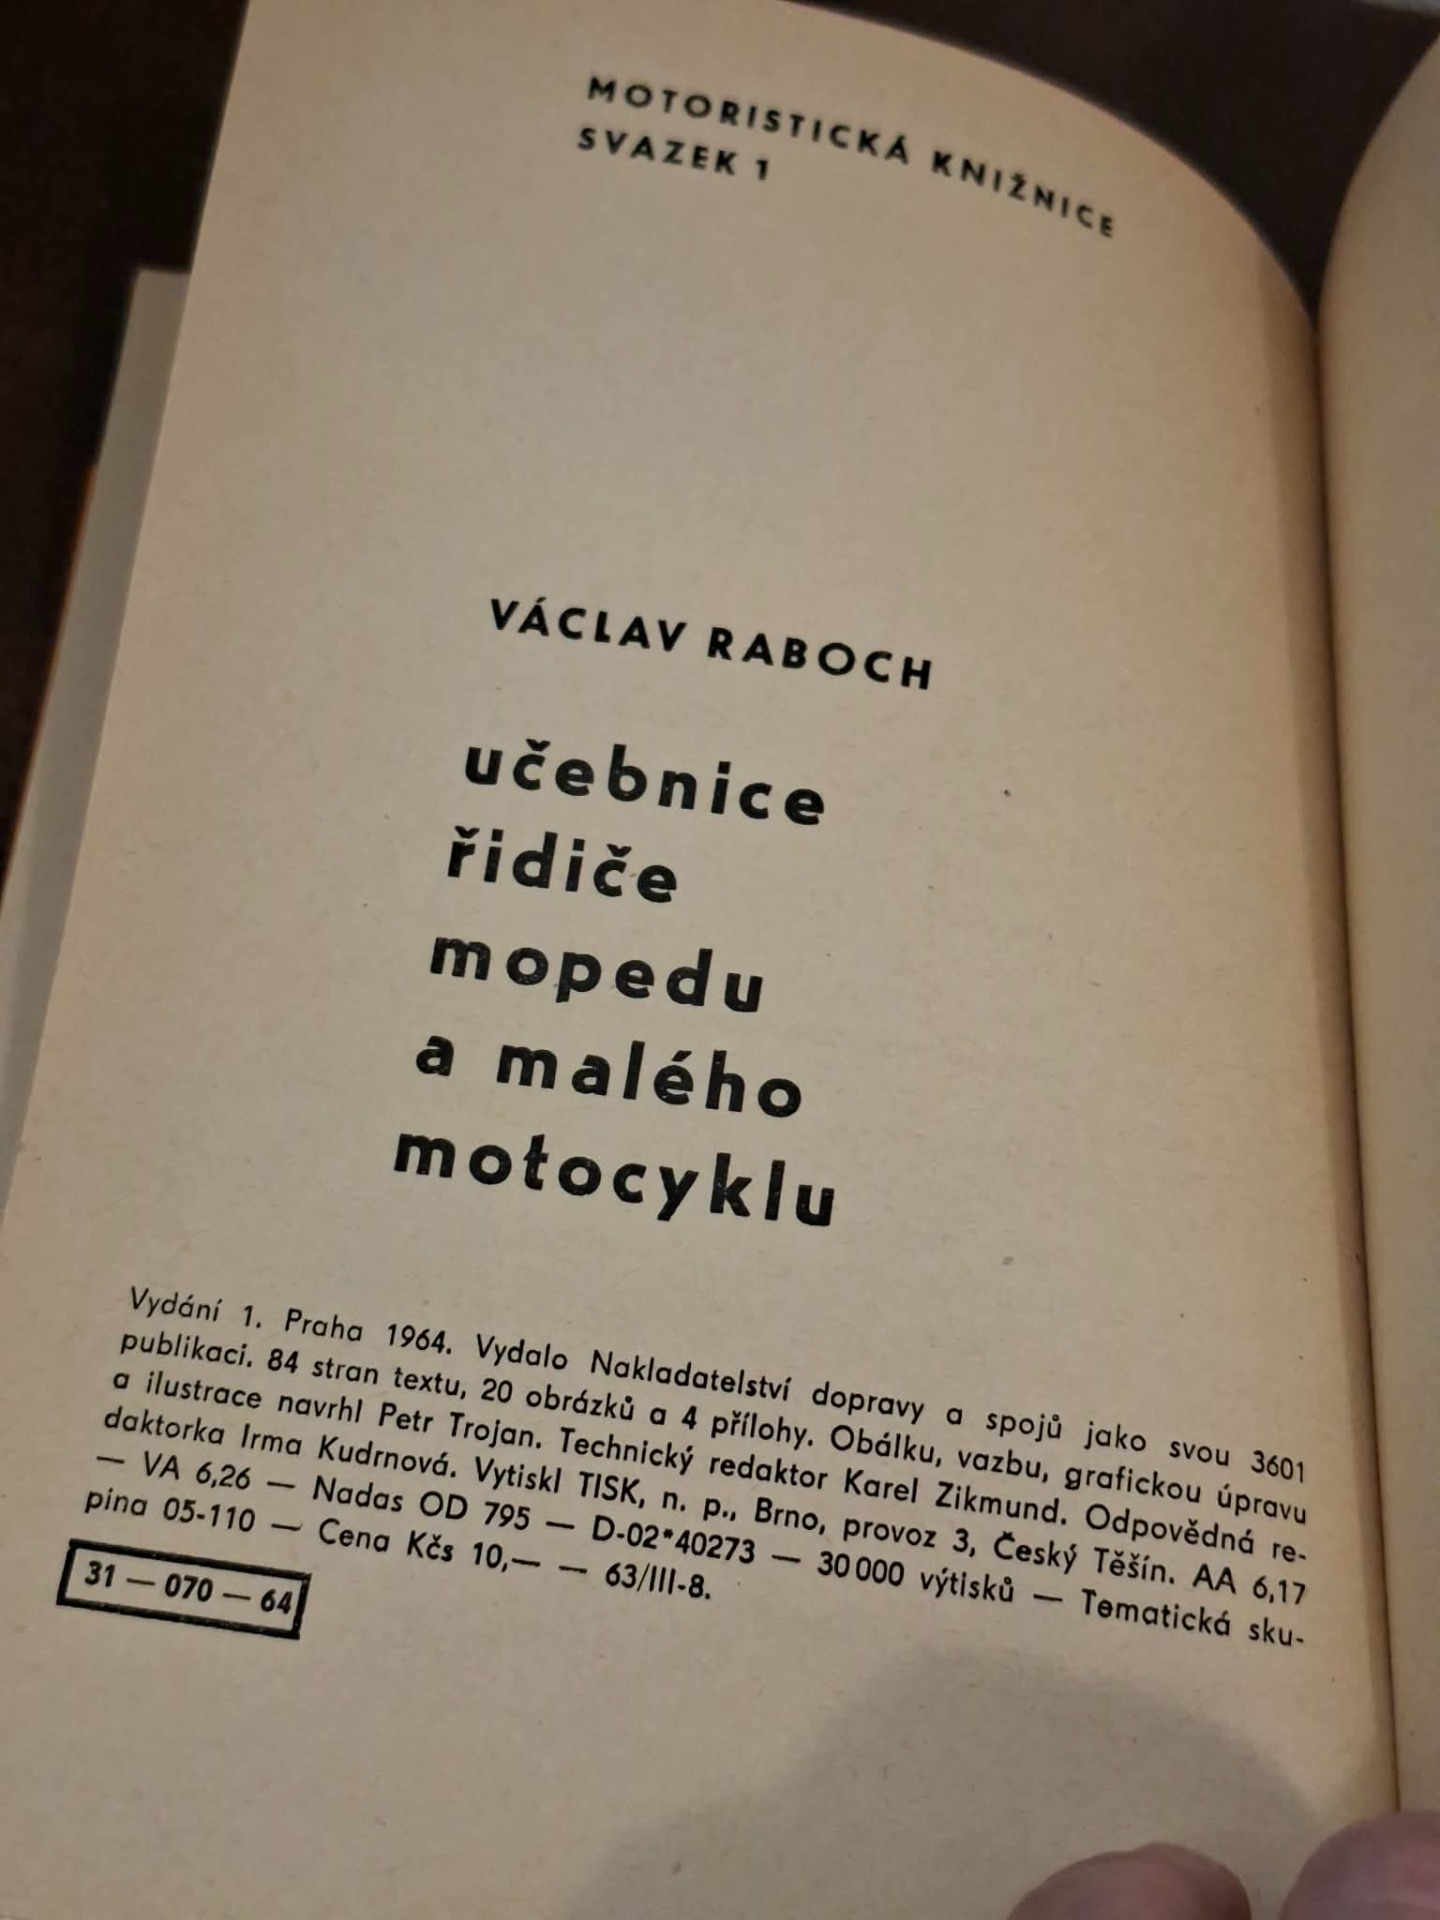 MOTORISTICKÁ KNIŽNICE
SVAZEK 1
VÁCLAV RABOCH
učebnice
řidiče
mopedu
a malého
motocyklu
Vydání 1. Praha 1964. Vydalo Nakladatelství dopravy a spojů jako svou 3601
publikaci. 84 stran textu, 20 obrázků a 4 přílohy. Obálku, vazbu, grafickou úpravu
a ilustrace navrhl Petr Trojan. Technický redaktor Karel Zikmund. Odpovědná re-
daktorka Irma Kudrnová. Vytiskl TISK, n. p., Brno, provoz 3, Český Těšín. AA 6,17
— VA 6,26 — Nadas OD 795 — D-02*40273 — 30 000 výtisků — Tematická sku-
pina 05-110 — Cena Kčs 10,— — 63/III-8.
31 — 070 — 64